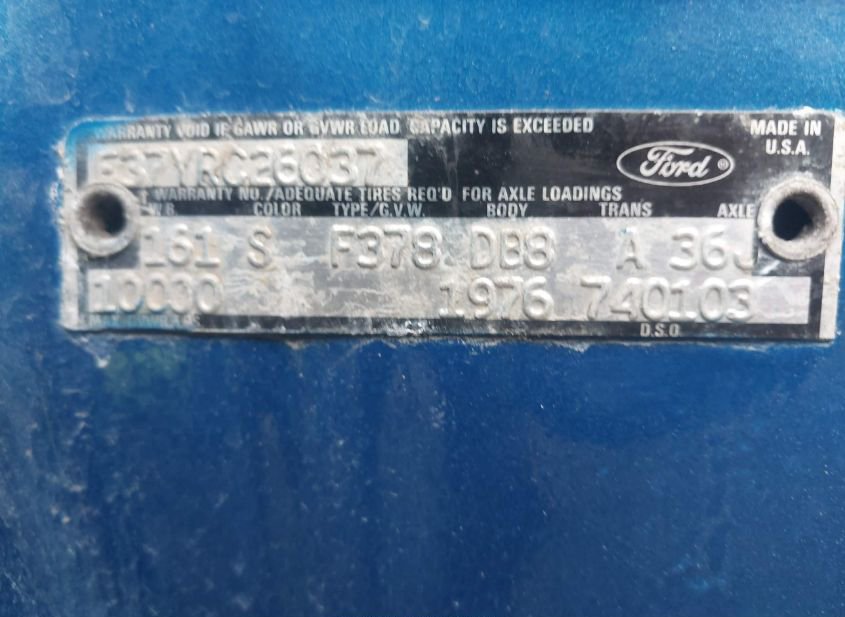 WARRANTY VOID IF GAWR OR GVWR LOAD CAPACITY IS EXCEEDED
MADE IN
U.S.A.
F37YRC26037
Ford
WARRANTY NO./ADEQUATE TIRES REQ'D FOR AXLE LOADINGS
W.B. COLOR TYPE/G.V.W. BODY TRANS AXLE
161 S F378 DB8 A 36J
10000 1976 740103
D.S.O